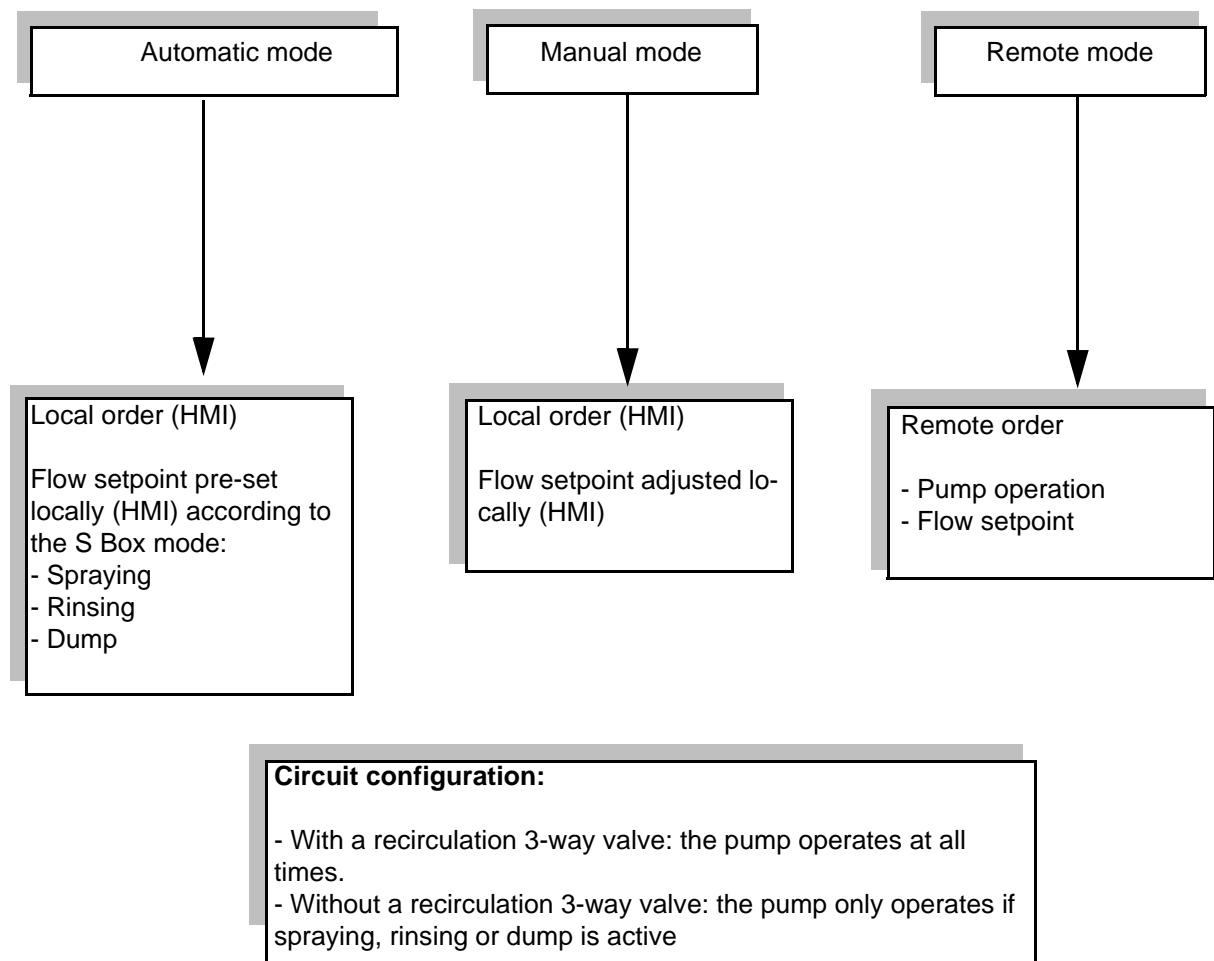 Automatic mode
Manual mode
Remote mode
Local order (HMI)
Flow setpoint pre-set
locally (HMI) according to
the S Box mode:
- Spraying
- Rinsing
- Dump
Local order (HMI)
Flow setpoint adjusted lo-
cally (HMI)
Remote order
- Pump operation
- Flow setpoint
Circuit configuration:
- With a recirulation 3-way valve: the pump operates at all
times.
- Without a recirculation 3-way valve: the pump only operates if
spraying, rinsing or dump is active